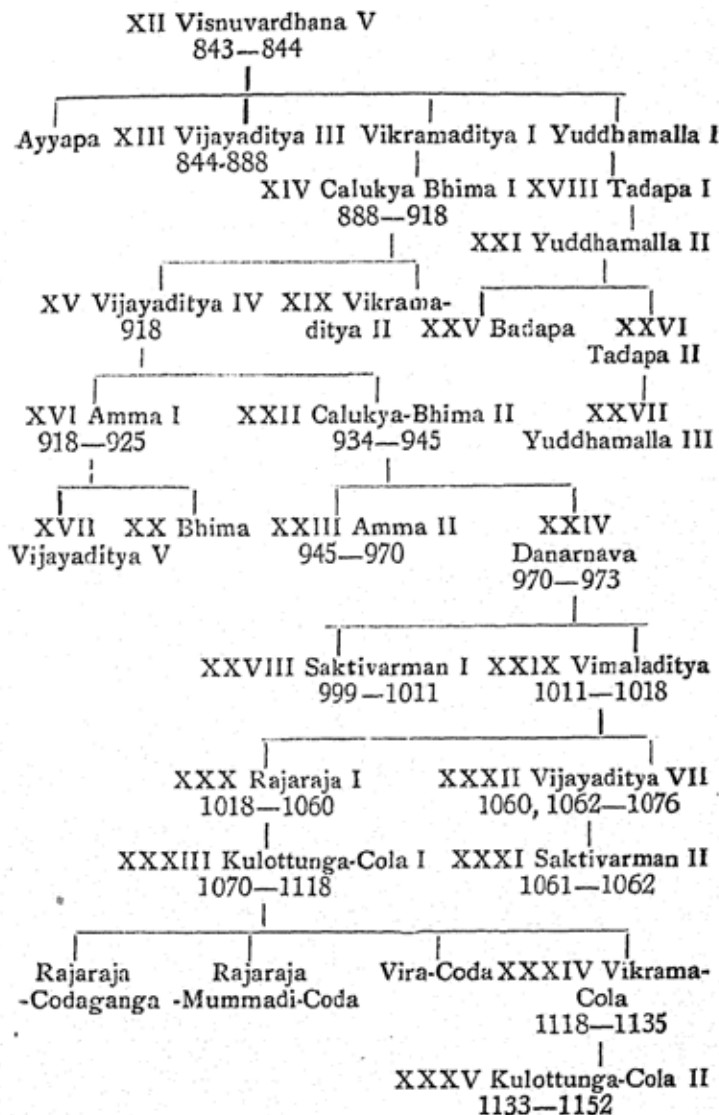 XII Visnuvardhana V
843—844
Ayyapa XIII Vijayaditya III Vikramaditya I Yuddhamalla I
844-888
XIV Calukya Bhima I XVIII Tadapa I
888—918
XXI Yuddhamalla II
XV Vijayaditya IV XIX Vikrama-
918 ditya II XXV Badapa XXVI
Tadapa II
XVI Amma I XXII Calukya-Bhima II XXVII
918—925 934—945 Yuddhamalla III
XVII XX Bhima XXIII Amma II XXIV
Vijayaditya V 945—970 Danarnava
970—973
XXVIII Saktivarman I XXIX Vimaladitya
999—1011 1011—1018
XXX Rajaraja I XXXII Vijayaditya VII
1018—1060 1060, 1062—1076
XXXIII Kulottunga-Cola I XXXI Saktivarman II
1070—1118 1061—1062
Rajaraja Rajaraja Vira-Coda XXXIV Vikrama-
-Codaganga -Mummadi-Coda Cola
1118—1135
XXXV Kulottunga-Cola II
1133—1152